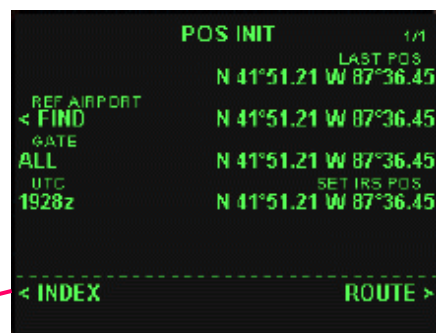 POS INIT 1/1
LAST POS
N 41°51.21 W 87°36.45
REF AIRPORT
< FIND N 41°51.21 W 87°36.45
GATE
ALL N 41°51.21 W 87°36.45
UTC SET IRS POS
1928z N 41°51.21 W 87°36.45
< INDEX ROUTE >